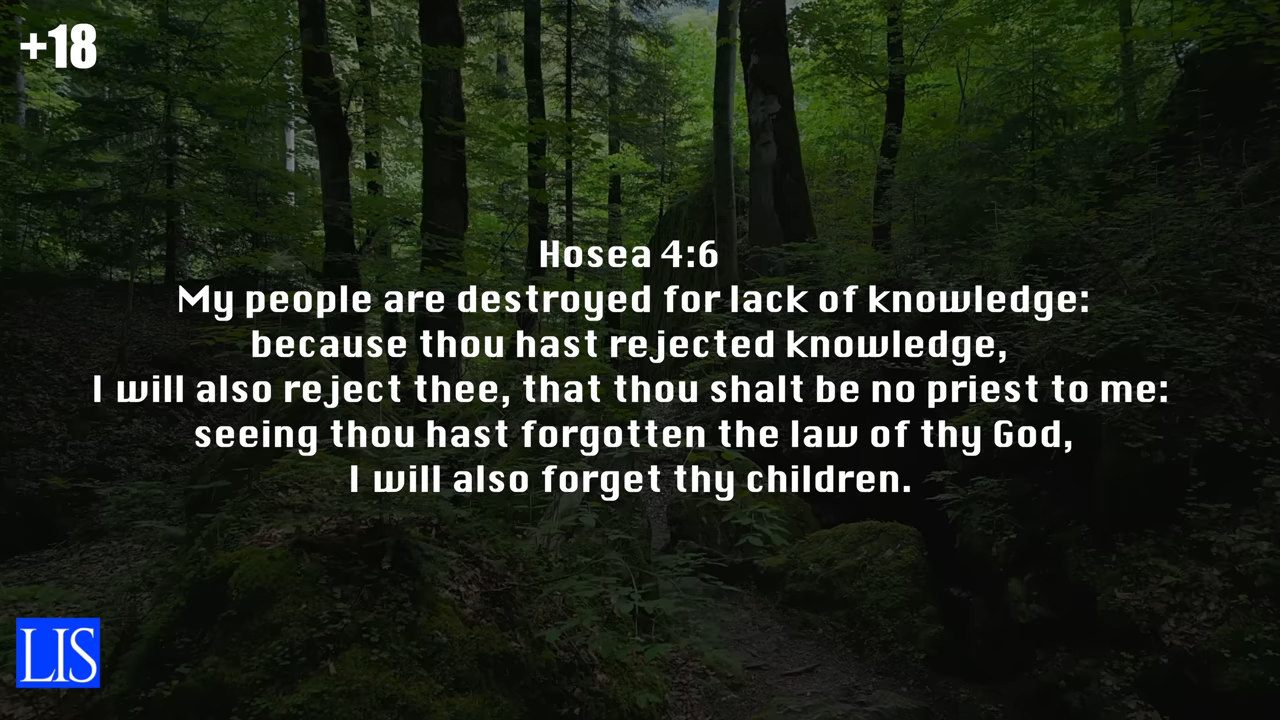 +18
Hosea 4:6
My people are destroyed for lack of knowledge:
because thou hast rejected knowledge,
I will also reject thee, that thou shalt be no priest to me:
seeing thou hast forgotten the law of thy God,
I will also forget thy children.
LIS